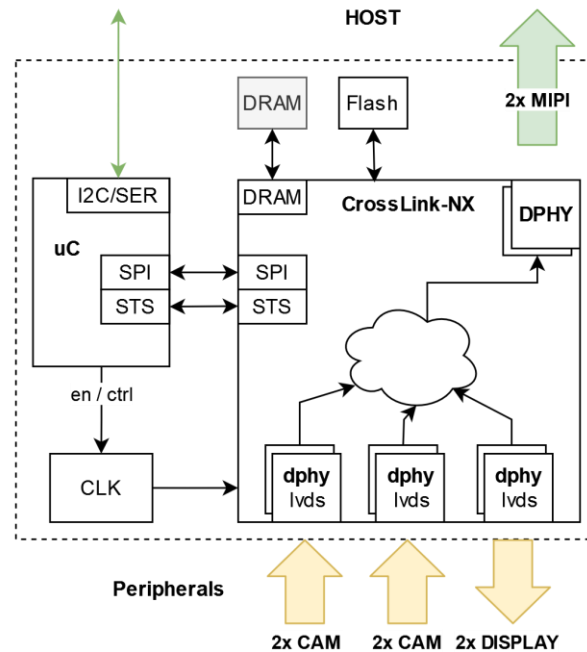 HOST
2x MIPI
DRAM
Flash
I2C/SER
DRAM
CrossLink-NX
DPHY
uC
SPI
SPI
STS
STS
en / ctrl
CLK
dphy
lvds
dphy
lvds
dphy
lvds
Peripherals
2x CAM
2x CAM
2x DISPLAY